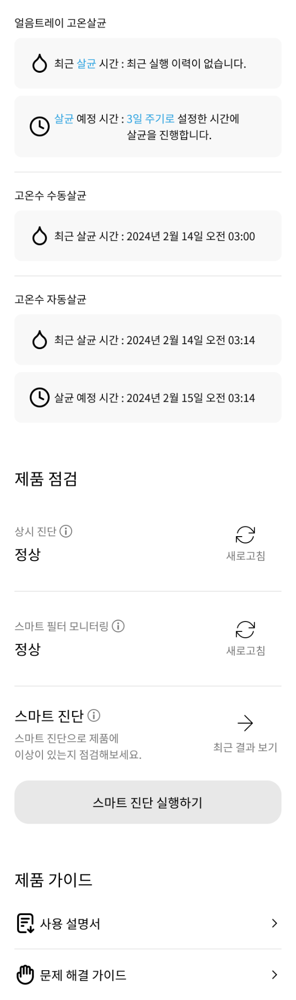 얼음트레이 고온살균
최근 살균 시간 : 최근 실행 이력이 없습니다.
살균 예정 시간 : 3일 주기로 설정한 시간에
살균을 진행합니다.
고온수 수동살균
최근 살균 시간 : 2024년 2월 14일 오전 03:00
고온수 자동살균
최근 살균 시간 : 2024년 2월 14일 오전 03:14
살균 예정 시간 : 2024년 2월 15일 오전 03:14
제품 점검
상시 진단
정상
새로고침
스마트 필터 모니터링
정상
새로고침
스마트 진단
스마트 진단으로 제품에
이상이 있는지 점검해보세요.
최근 결과 보기
스마트 진단 실행하기
제품 가이드
사용 설명서
문제 해결 가이드